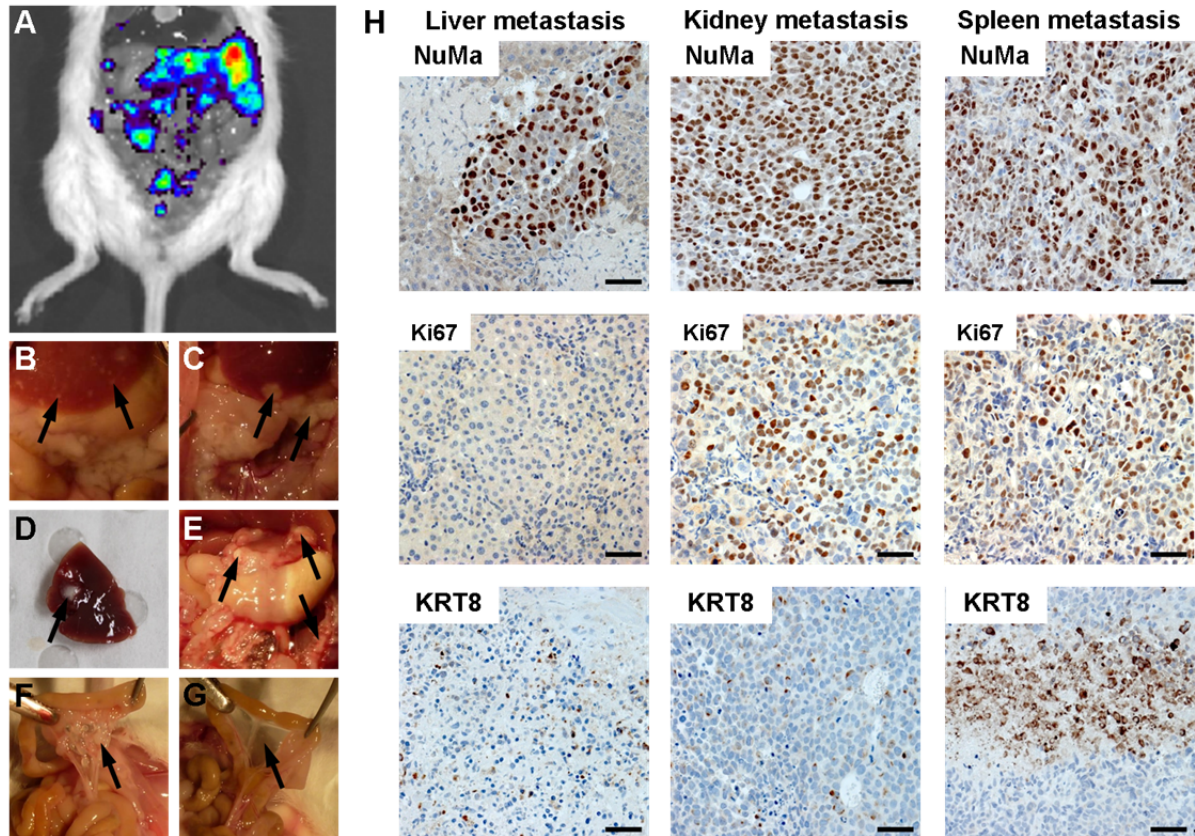 A
B
C
D
E
F
G
H
Liver metastasis
Kidney metastasis
Spleen metastasis
NuMa
NuMa
NuMa
Ki67
Ki67
Ki67
KRT8
KRT8
KRT8